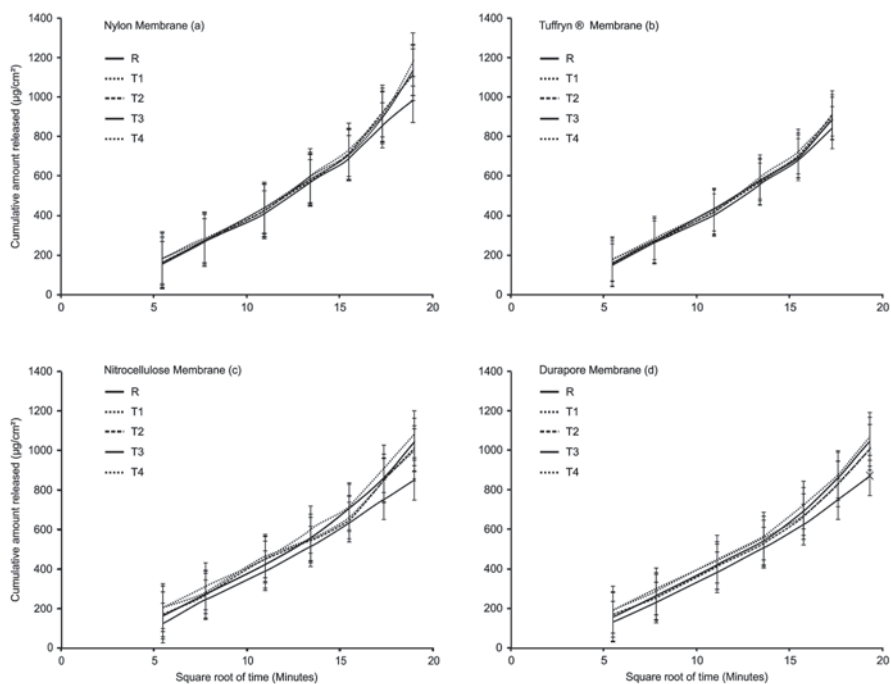 Nylon Membrane (a)
R
T1
T2
T3
T4
Cumulative amount released (µg/cm²)
1400
1200
1000
800
600
400
200
0
0
5
10
15
20
Tuffryn ® Membrane (b)
R
T1
T2
T3
T4
1400
1200
1000
800
600
400
200
0
0
5
10
15
20
Nitrocellulose Membrane (c)
R
T1
T2
T3
T4
Cumulative amount released (µg/cm²)
1400
1200
1000
800
600
400
200
0
0
5
10
15
20
Square root of time (Minutes)
Durapore Membrane (d)
R
T1
T2
T3
T4
1400
1200
1000
800
600
400
200
0
0
5
10
15
20
Square root of time (Minutes)